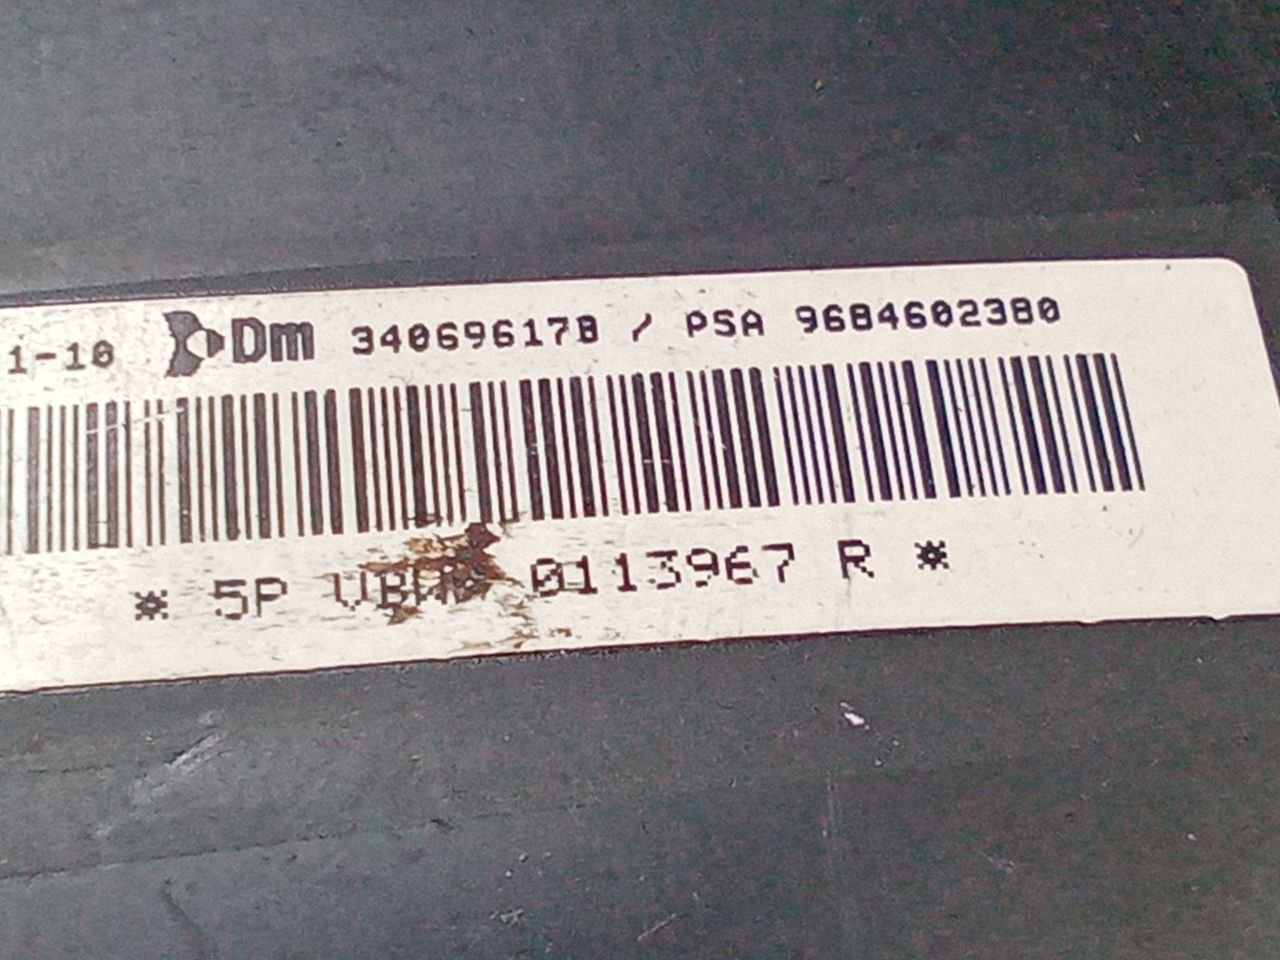 1-10 Dm 34069617B / PSA 9684602380
* 5P 0113967 R *